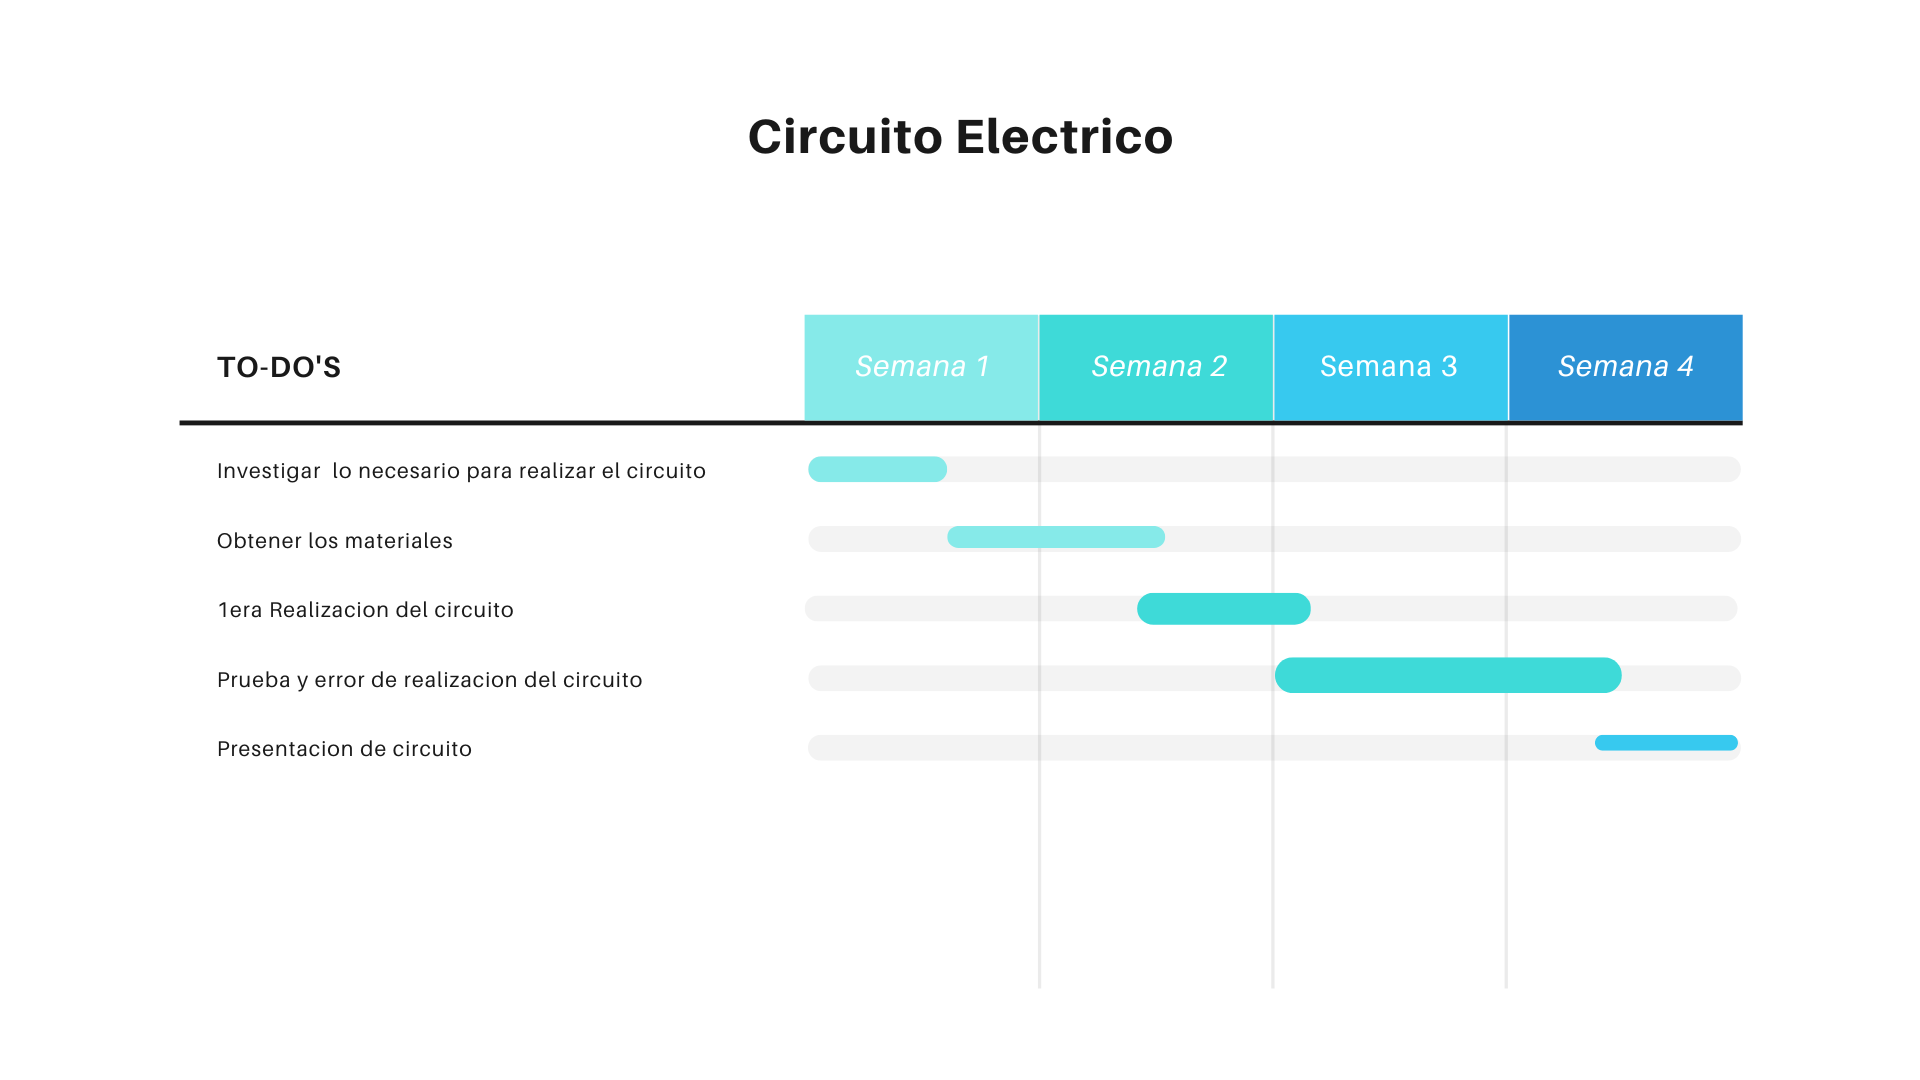 Circuito Electrico
TO-DO'S
Semana 1
Semana 2
Semana 3
Semana 4
Investigar  lo necesario para realizar el circuito
Obtener los materiales
1era Realizacion del circuito
Prueba y error de realizacion del circuito
Presentacion de circuito